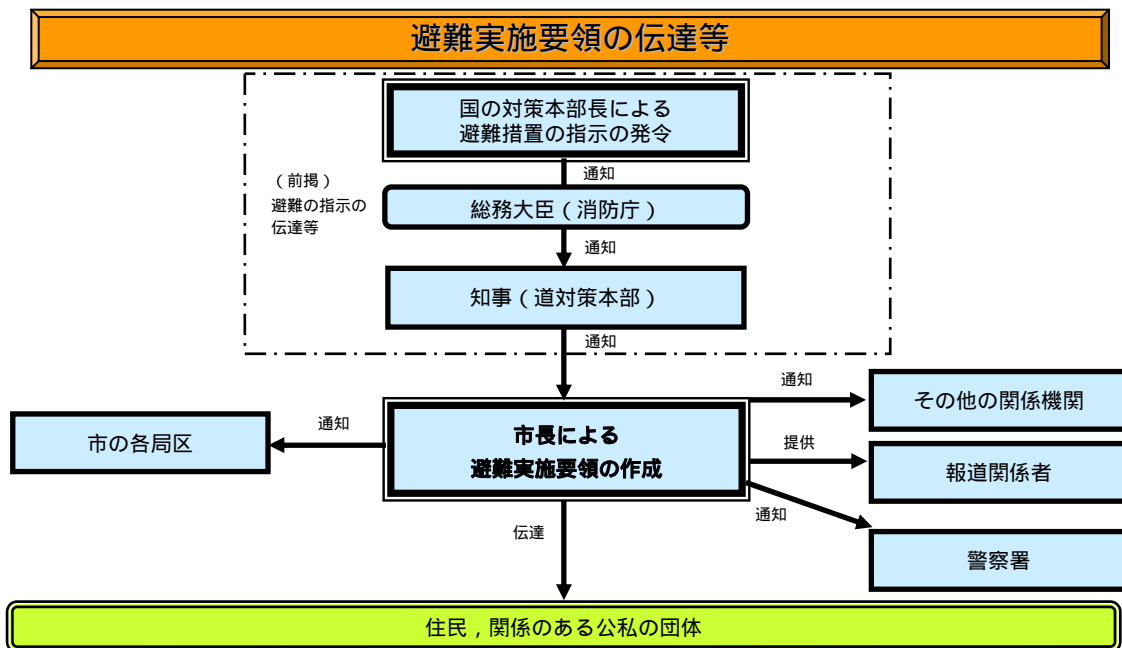 避難実施要領の伝達等
国の対策本部長による
避難措置の指示の発令
通知
(前掲)
避難の指示の
伝達等
総務大臣(消防庁)
通知
知事(道対策本部)
通知
通知
その他の関係機関
市の各局区
通知
市長による
避難実施要領の作成
提供
報道関係者
通知
警察署
伝達
住民,関係のある公私の団体